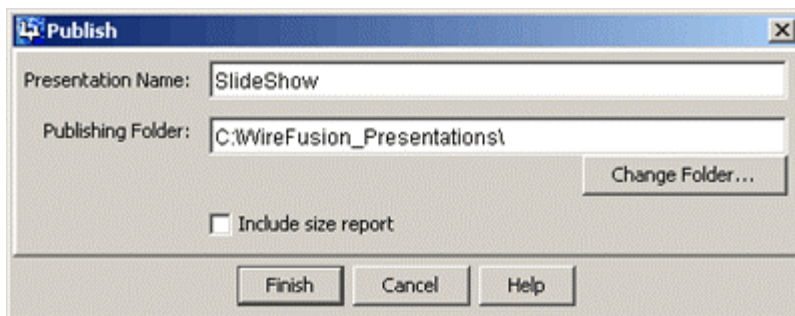 Publish
Presentation Name: SlideShow
Publishing Folder: C:\WireFusion_Presentations\
Change Folder...
Include size report
Finish Cancel Help